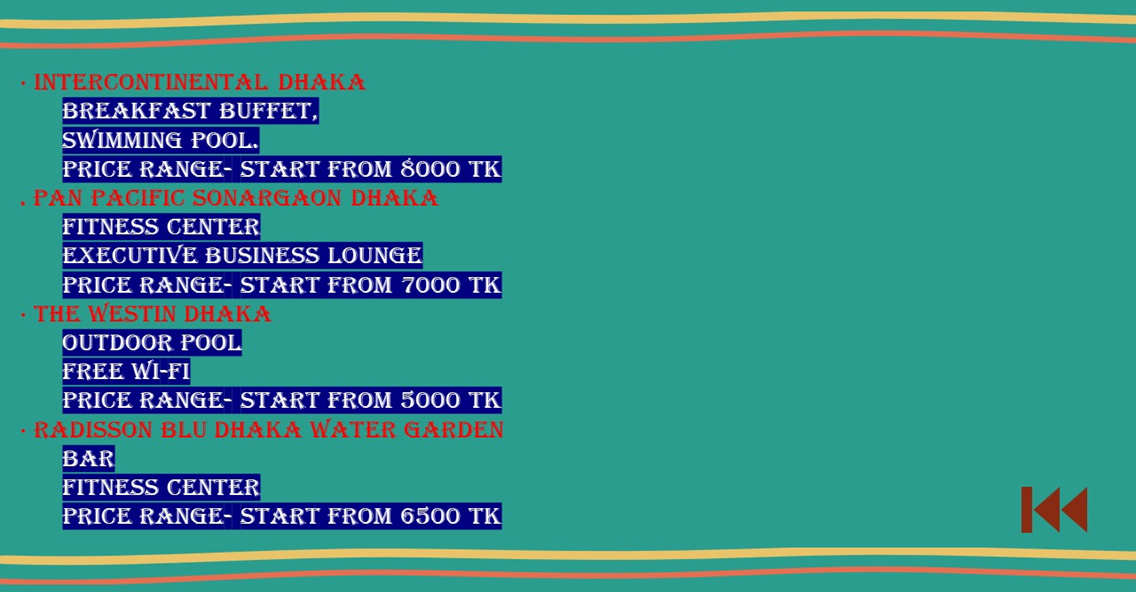 · INTERCONTINENTAL DHAKA
BREAKFAST BUFFET,
SWIMMING POOL.
PRICE RANGE- START FROM 8000 TK
. PAN PACIFIC SONARGAON DHAKA
FITNESS CENTER
EXECUTIVE BUSINESS LOUNGE
PRICE RANGE- START FROM 7000 TK
· THE WESTIN DHAKA
OUTDOOR POOL
FREE WI-FI
PRICE RANGE- START FROM 5000 TK
· RADISSON BLU DHAKA WATER GARDEN
BAR
FITNESS CENTER
PRICE RANGE- START FROM 6500 TK